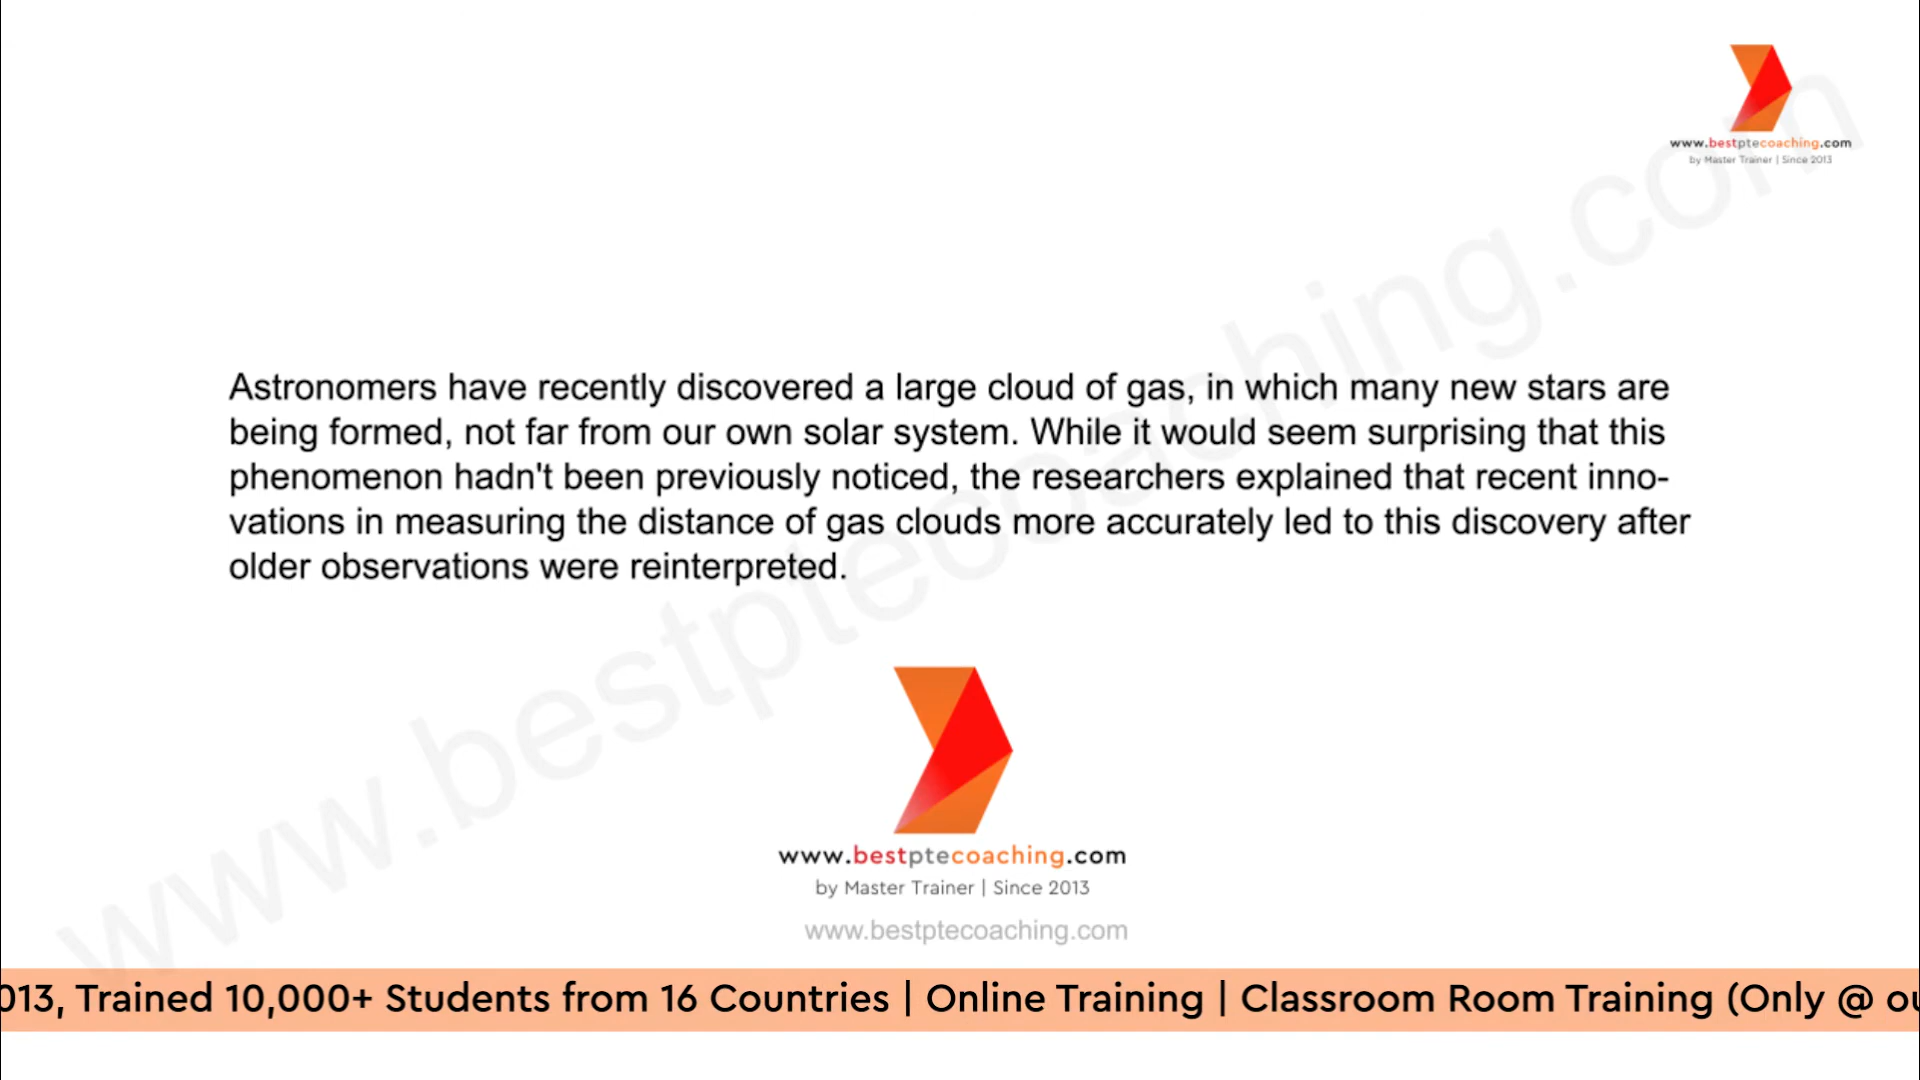 www.bestptecoaching.com
by Master Trainer | Since 2013
Astronomers have recently discovered a large cloud of gas, in which many new stars are
being formed, not far from our own solar system. While it would seem surprising that this
phenomenon hadn't been previously noticed, the researchers explained that recent inno-
vations in measuring the distance of gas clouds more accurately led to this discovery after
older observations were reinterpreted.
www.bestptecoaching.com
www.bestptecoaching.com
by Master Trainer | Since 2013
www.bestptecoaching.com
013, Trained 10,000+ Students from 16 Countries | Online Training | Classroom Room Training (Only @ ou